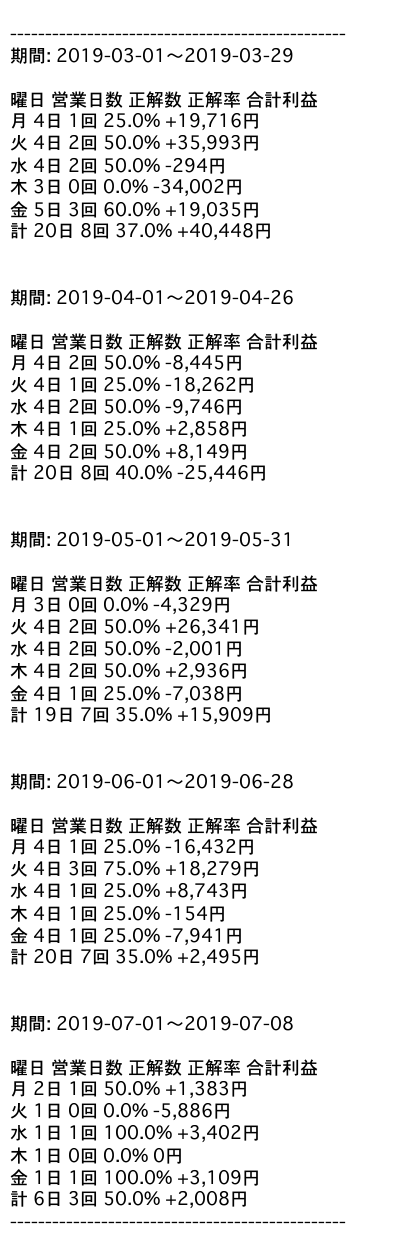 ------------------------------------------------
期間: 2019-03-01〜2019-03-29
曜日 営業日数 正解数 正解率 合計利益
月 4日 1回 25.0% +19,716円
火 4日 2回 50.0% +35,993円
水 4日 2回 50.0% -294円
木 3日 0回 0.0% -34,002円
金 5日 3回 60.0% +19,035円
計 20日 8回 37.0% +40,448円
期間: 2019-04-01〜2019-04-26
曜日 営業日数 正解数 正解率 合計利益
月 4日 2回 50.0% -8,445円
火 4日 1回 25.0% -18,262円
水 4日 2回 50.0% -9,746円
木 4日 1回 25.0% +2,858円
金 4日 2回 50.0% +8,149円
計 20日 8回 40.0% -25,446円
期間: 2019-05-01〜2019-05-31
曜日 営業日数 正解数 正解率 合計利益
月 3日 0回 0.0% -4,329円
火 4日 2回 50.0% +26,341円
水 4日 2回 50.0% -2,001円
木 4日 2回 50.0% +2,936円
金 4日 1回 25.0% -7,038円
計 19日 7回 35.0% +15,909円
期間: 2019-06-01〜2019-06-28
曜日 営業日数 正解数 正解率 合計利益
月 4日 1回 25.0% -16,432円
火 4日 3回 75.0% +18,279円
水 4日 1回 25.0% +8,743円
木 4日 1回 25.0% -154円
金 4日 1回 25.0% -7,941円
計 20日 7回 35.0% +2,495円
期間: 2019-07-01〜2019-07-08
曜日 営業日数 正解数 正解率 合計利益
月 2日 1回 50.0% +1,383円
火 1日 0回 0.0% -5,886円
水 1日 1回 100.0% +3,402円
木 1日 0回 0.0% 0円
金 1日 1回 100.0% +3,109円
計 6日 3回 50.0% +2,008円
------------------------------------------------